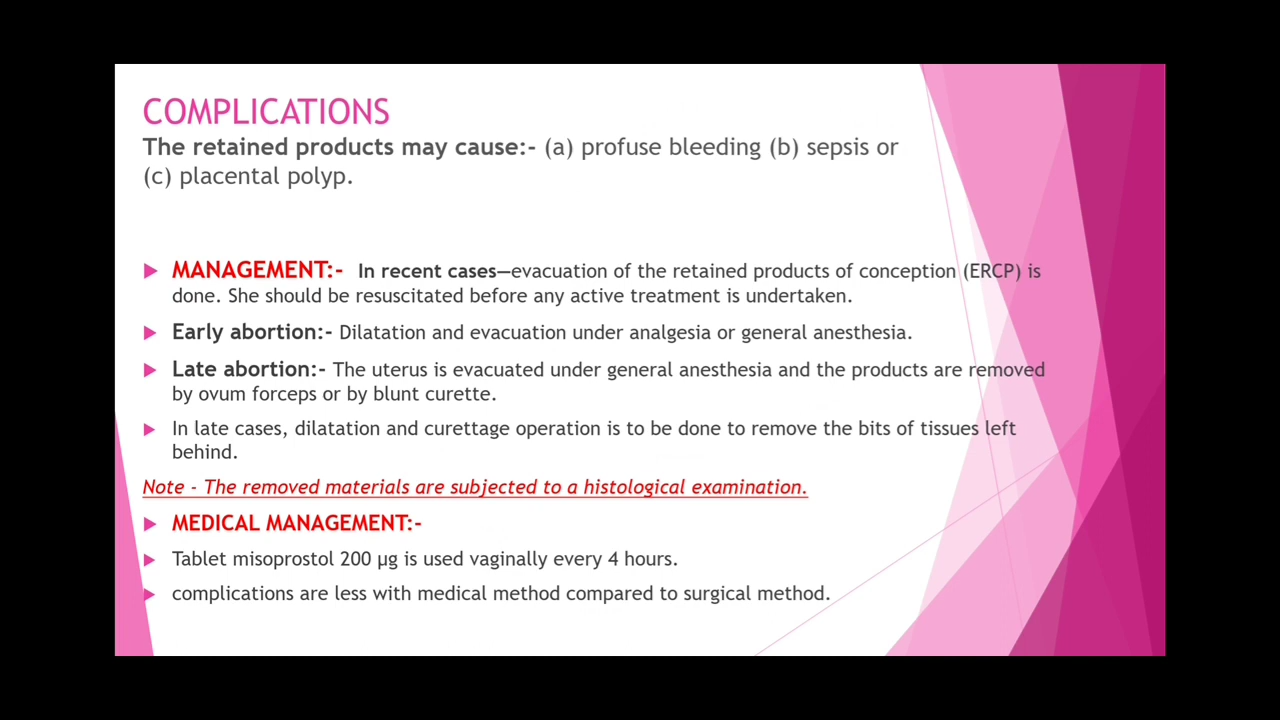 COMPLICATIONS
The retained products may cause:- (a) profuse bleeding (b) sepsis or
(c) placental polyp.
MANAGEMENT:- In recent cases—evacuation of the retained products of conception (ERCP) is
done. She should be resuscitated before any active treatment is undertaken.
Early abortion:- Dilatation and evacuation under analgesia or general anesthesia.
Late abortion:- The uterus is evacuated under general anesthesia and the products are removed
by ovum forceps or by blunt curette.
In late cases, dilatation and curettage operation is to be done to remove the bits of tissues left
behind.
Note - The removed materials are subjected to a histological examination.
MEDICAL MANAGEMENT:-
Tablet misoprostol 200 µg is used vaginally every 4 hours.
complications are less with medical method compared to surgical method.